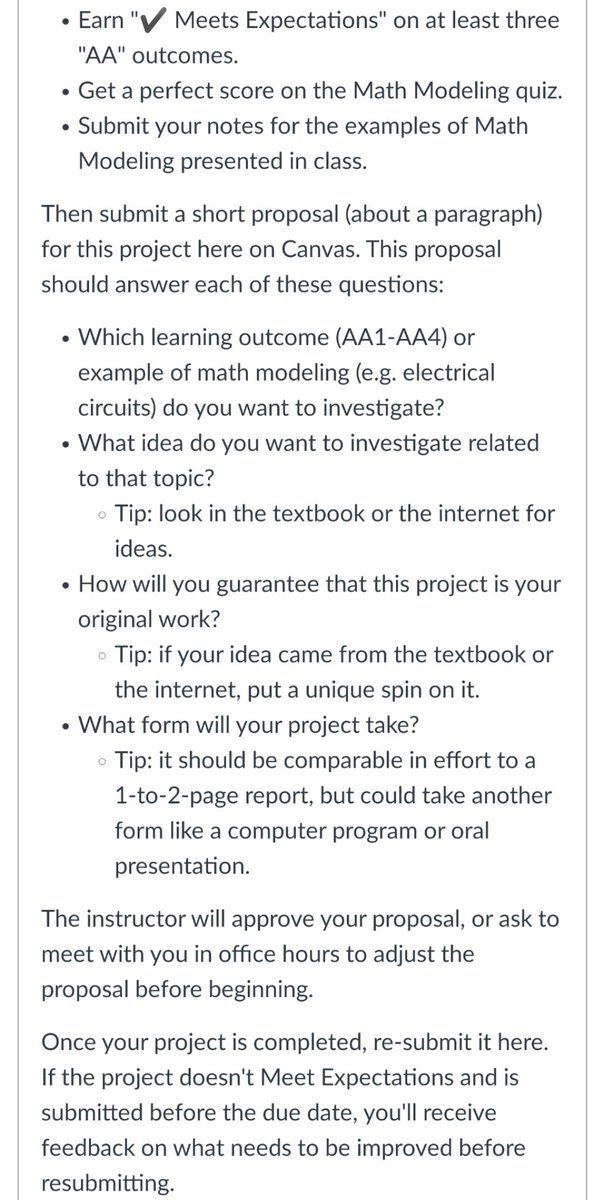 • Earn "✔ Meets Expectations" on at least three
"AA" outcomes.
• Get a perfect score on the Math Modeling quiz.
• Submit your notes for the examples of Math
Modeling presented in class.
Then submit a short proposal (about a paragraph)
for this project here on Canvas. This proposal
should answer each of these questions:
• Which learning outcome (AA1-AA4) or
example of math modeling (e.g. electrical
circuits) do you want to investigate?
• What idea do you want to investigate related
to that topic?
◦ Tip: look in the textbook or the internet for
ideas.
• How will you guarantee that this project is your
original work?
◦ Tip: if your idea came from the textbook or
the internet, put a unique spin on it.
• What form will your project take?
◦ Tip: it should be comparable in effort to a
1-to-2-page report, but could take another
form like a computer program or oral
presentation.
The instructor will approve your proposal, or ask to
meet with you in office hours to adjust the
proposal before beginning.
Once your project is completed, re-submit it here.
If the project doesn't Meet Expectations and is
submitted before the due date, you'll receive
feedback on what needs to be improved before
resubmitting.